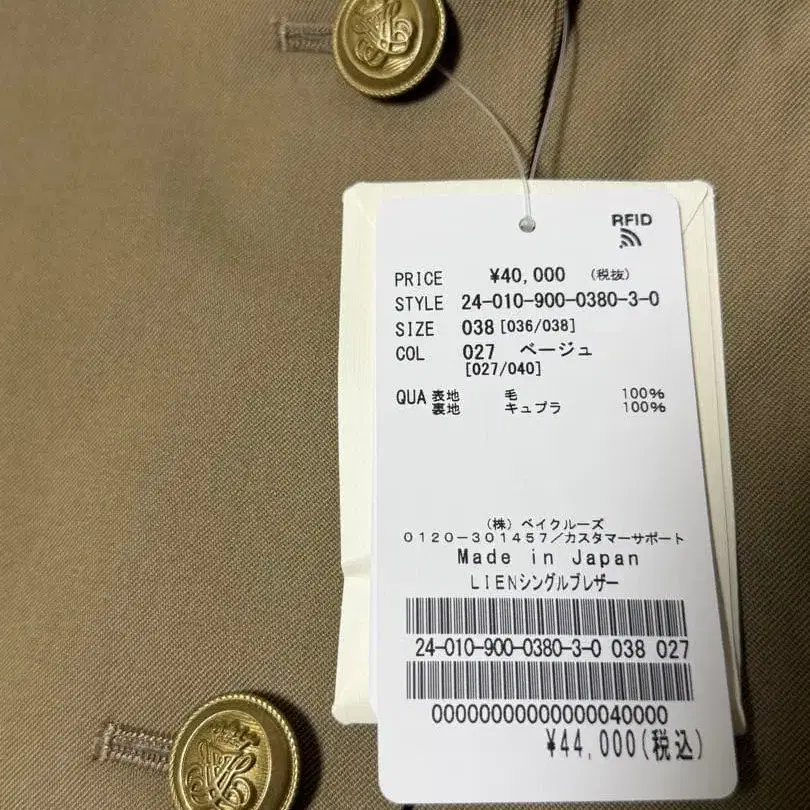 RFID
PRICE ¥40,000 (税抜)
STYLE 24-010-900-0380-3-0
SIZE 038 [036/038]
COL 027 ベージュ
[027/040]
QUA 表地 毛 100%
裏地 キュプラ 100%
(株) ベイクルーズ
0120-301457/カスタマーサポート
Made in Japan
LIENシングルブレザー
24-010-900-0380-3-0 038 027
00000000000000040000
¥44,000(税込)